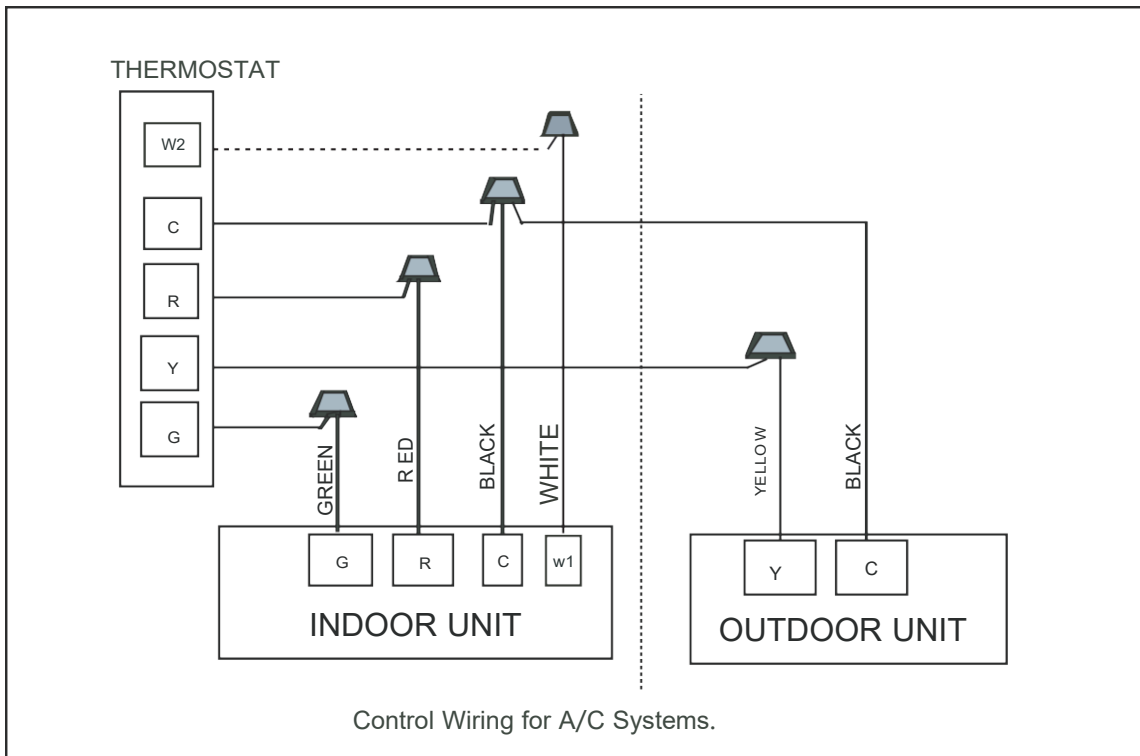 THERMOSTAT
W2
C
R
Y
G
GREEN
R ED
BLACK
WHITE
YELLOW
BLACK
G
R
C
w1
INDOOR UNIT
Y
C
OUTDOOR UNIT
Control Wiring for A/C Systems.